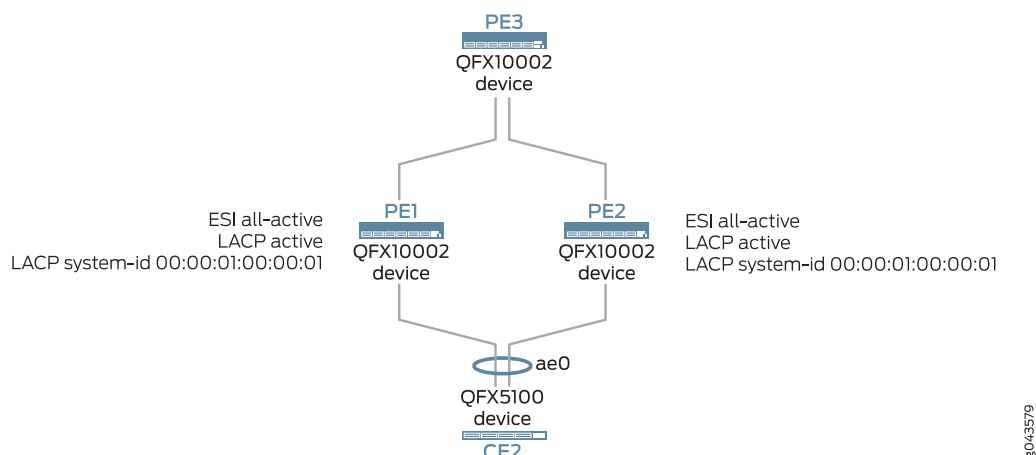 PE3
QFX10002
device
PE1
QFX10002
device
ESI all-active
LACP active
LACP system-id 00:00:01:00:00:01
PE2
QFX10002
device
ESI all-active
LACP active
LACP system-id 00:00:01:00:00:01
ae0
QFX5100
device
CE2
g043579